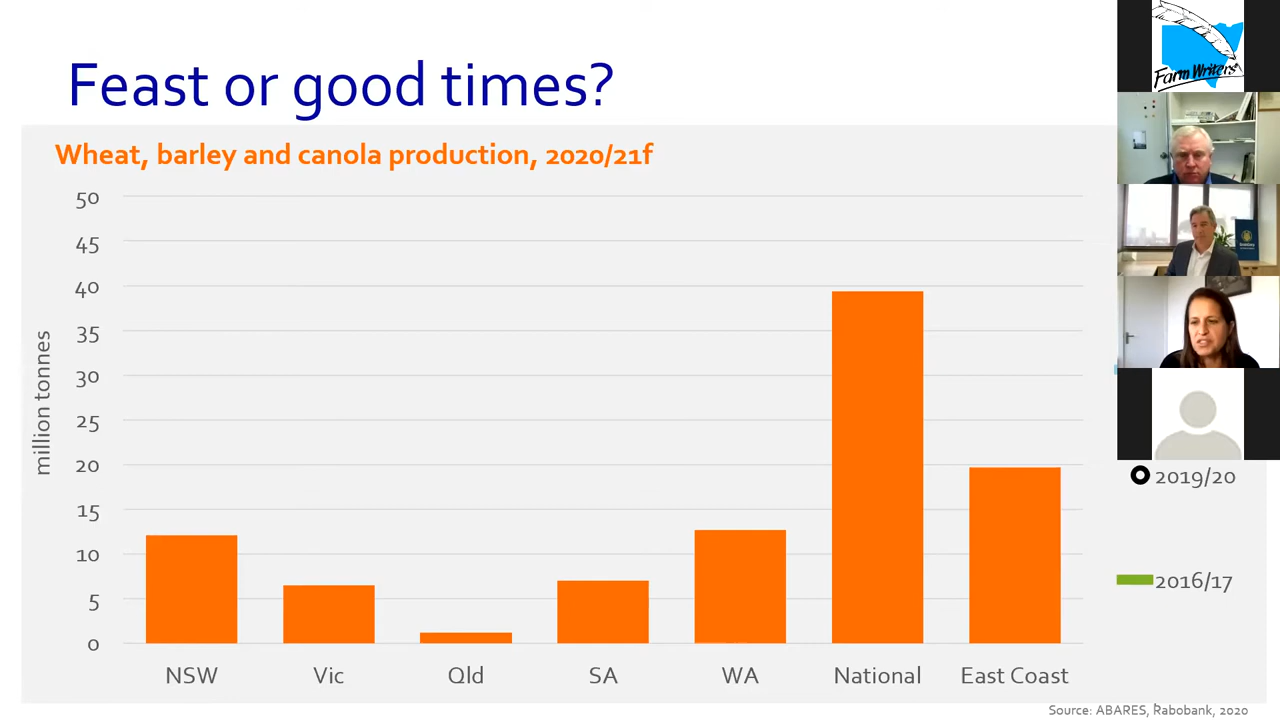 Feast or good times?
Wheat, barley and canola production, 2020/21f
million tonnes
50
45
40
35
30
25
20
15
10
5
0
NSW
Vic
Qld
SA
WA
National
East Coast
Farm Writers
2019/20
2016/17
Source: ABARES, Rabobank, 2020